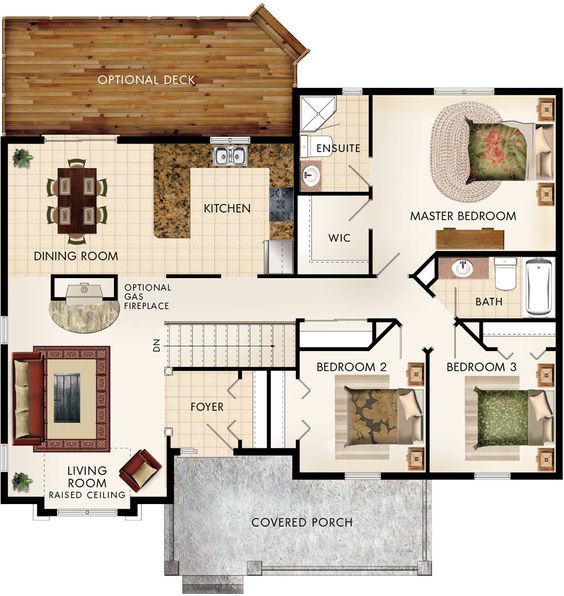 OPTIONAL DECK
ENSUITE
KITCHEN
MASTER BEDROOM
WIC
DINING ROOM
OPTIONAL
GAS
FIREPLACE
BATH
DN
BEDROOM 2
BEDROOM 3
FOYER
LIVING
ROOM
RAISED CEILING
COVERED PORCH